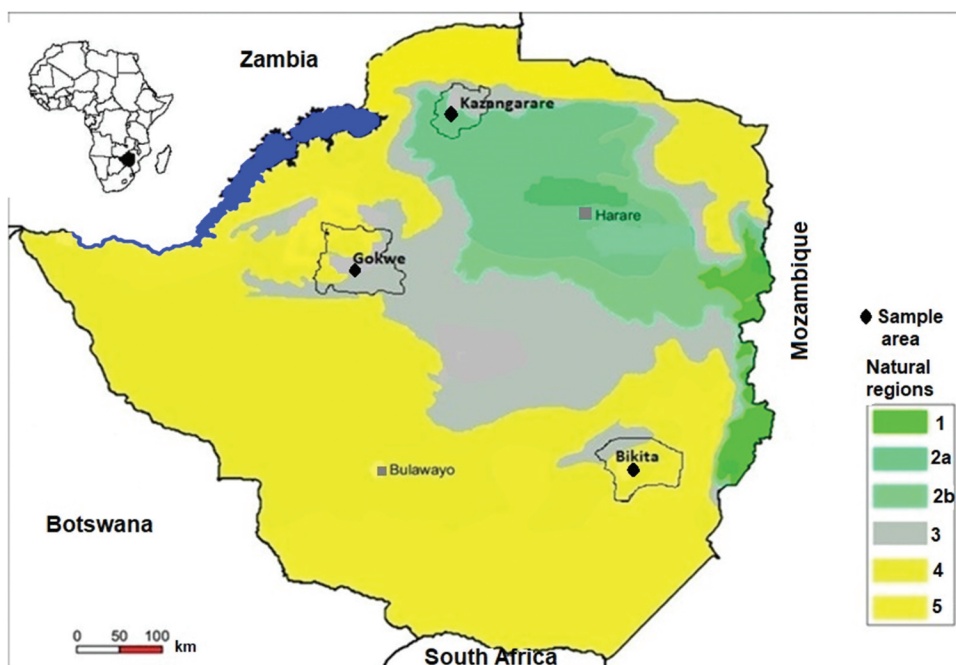 Zambia
Kazangarare
Harare
Gokwe
Mozambique
Sample
area
Natural
regions
1
2a
2b
3
4
5
Bikita
Bulawayo
Botswana
0 50 100 km
South Africa